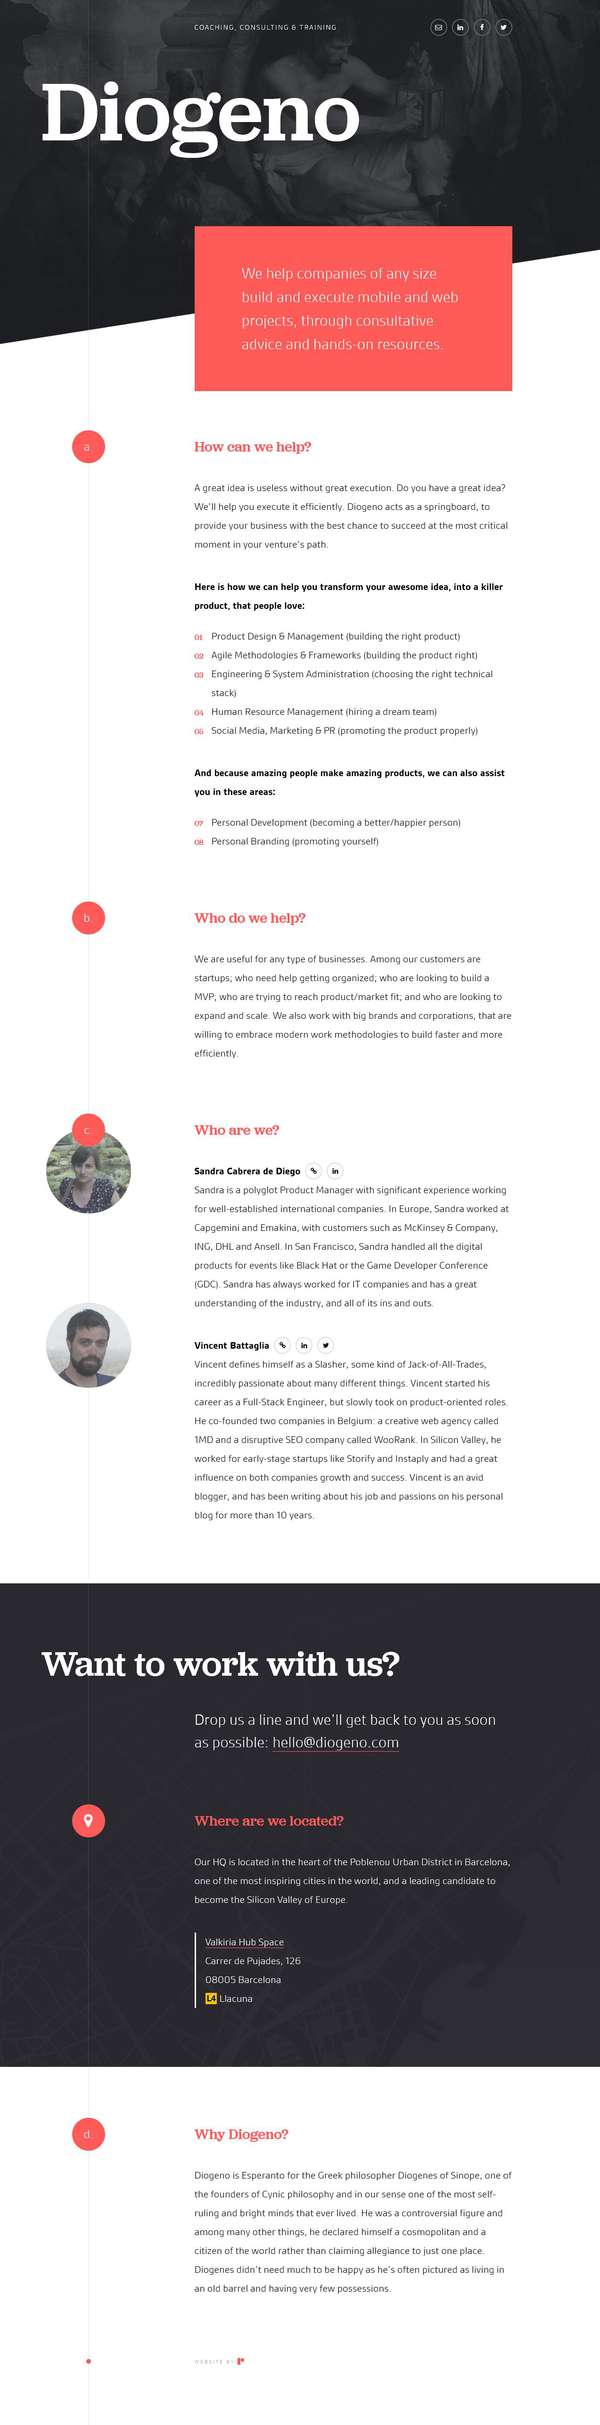 COACHING, CONSULTING & TRAINING
Diogeno
We help companies of any size
build and execute mobile and web
projects, through consultative
advice and hands-on resources.
a.
How can we help?
A great idea is useless without great execution. Do you have a great idea?
We'll help you execute it efficiently. Diogeno acts as a springboard, to
provide your business with the best chance to succeed at the most critical
moment in your venture's path.
Here is how we can help you transform your awesome idea, into a killer
product, that people love:
01 Product Design & Management (building the right product)
02 Agile Methodologies & Frameworks (building the product right)
03 Engineering & System Administration (choosing the right technical
stack)
04 Human Resource Management (hiring a dream team)
05 Social Media, Marketing & PR (promoting the product properly)
And because amazing people make amazing products, we can also assist
you in these areas:
07 Personal Development (becoming a better/happier person)
08 Personal Branding (promoting yourself)
b.
Who do we help?
We are useful for any type of businesses. Among our customers are
startups; who need help getting organized; who are looking to build a
MVP; who are trying to reach product/market fit; and who are looking to
expand and scale. We also work with big brands and corporations, that are
willing to embrace modern work methodologies to build faster and more
efficiently.
c.
Who are we?
Sandra Cabrera de Diego
Sandra is a polyglot Product Manager with significant experience working
for well-established international companies. In Europe, Sandra worked at
Capgemini and Emakina, with customers such as McKinsey & Company,
ING, DHL and Ansell. In San Francisco, Sandra handled all the digital
products for events like Black Hat or the Game Developer Conference
(GDC). Sandra has always worked for IT companies and has a great
understanding of the industry, and all of its ins and outs.
Vincent Battaglia
Vincent defines himself as a Slasher, some kind of Jack-of-All-Trades,
incredibly passionate about many different things. Vincent started his
career as a Full-Stack Engineer, but slowly took on product-oriented roles.
He co-founded two companies in Belgium: a creative web agency called
1MD and a disruptive SEO company called WooRank. In Silicon Valley, he
worked for early-stage startups like Storify and Instaply and had a great
influence on both companies growth and success. Vincent is an avid
blogger, and has been writing about his job and passions on his personal
blog for more than 10 years.
Want to work with us?
Drop us a line and we'll get back to you as soon
as possible: hello@diogeno.com
Where are we located?
Our HQ is located in the heart of the Poblenou Urban District in Barcelona,
one of the most inspiring cities in the world, and a leading candidate to
become the Silicon Valley of Europe.
Valkiria Hub Space
Carrer de Pujades, 126
08005 Barcelona
L4 Llacuna
d.
Why Diogeno?
Diogeno is Esperanto for the Greek philosopher Diogenes of Sinope, one of
the founders of Cynic philosophy and in our sense one of the most self-
ruling and bright minds that ever lived. He was a controversial figure and
among many other things, he declared himself a cosmopolitan and a
citizen of the world rather than claiming allegiance to just one place.
Diogenes didn't need much to be happy as he's often pictured as living in
an old barrel and having very few possessions.
WEBSITE BY